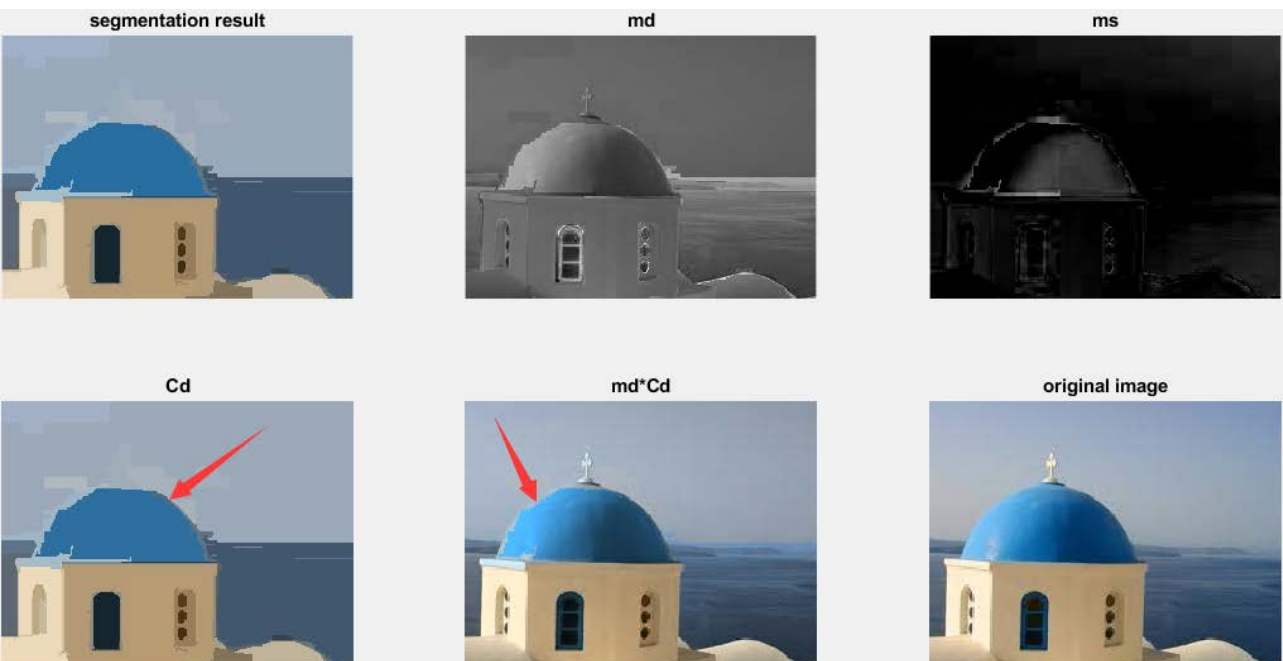 segmentation result
md
ms
Cd
md*Cd
original image